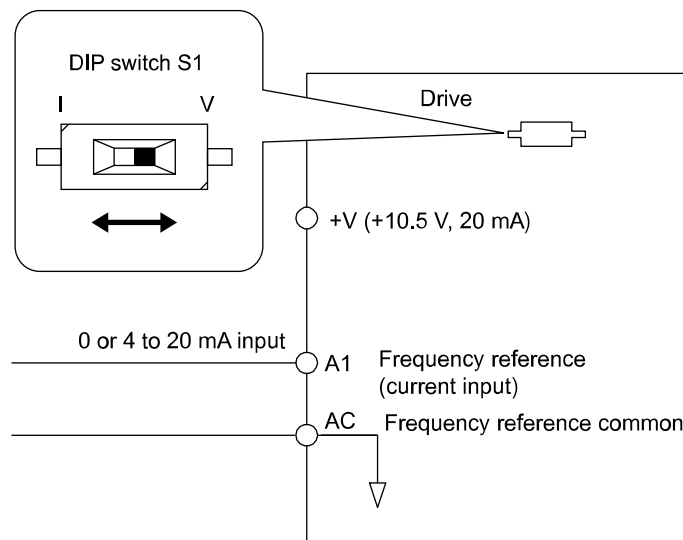 DIP switch S1
I
V
Drive
+V (+10.5 V, 20 mA)
0 or 4 to 20 mA input
A1
Frequency reference
(current input)
AC
Frequency reference common